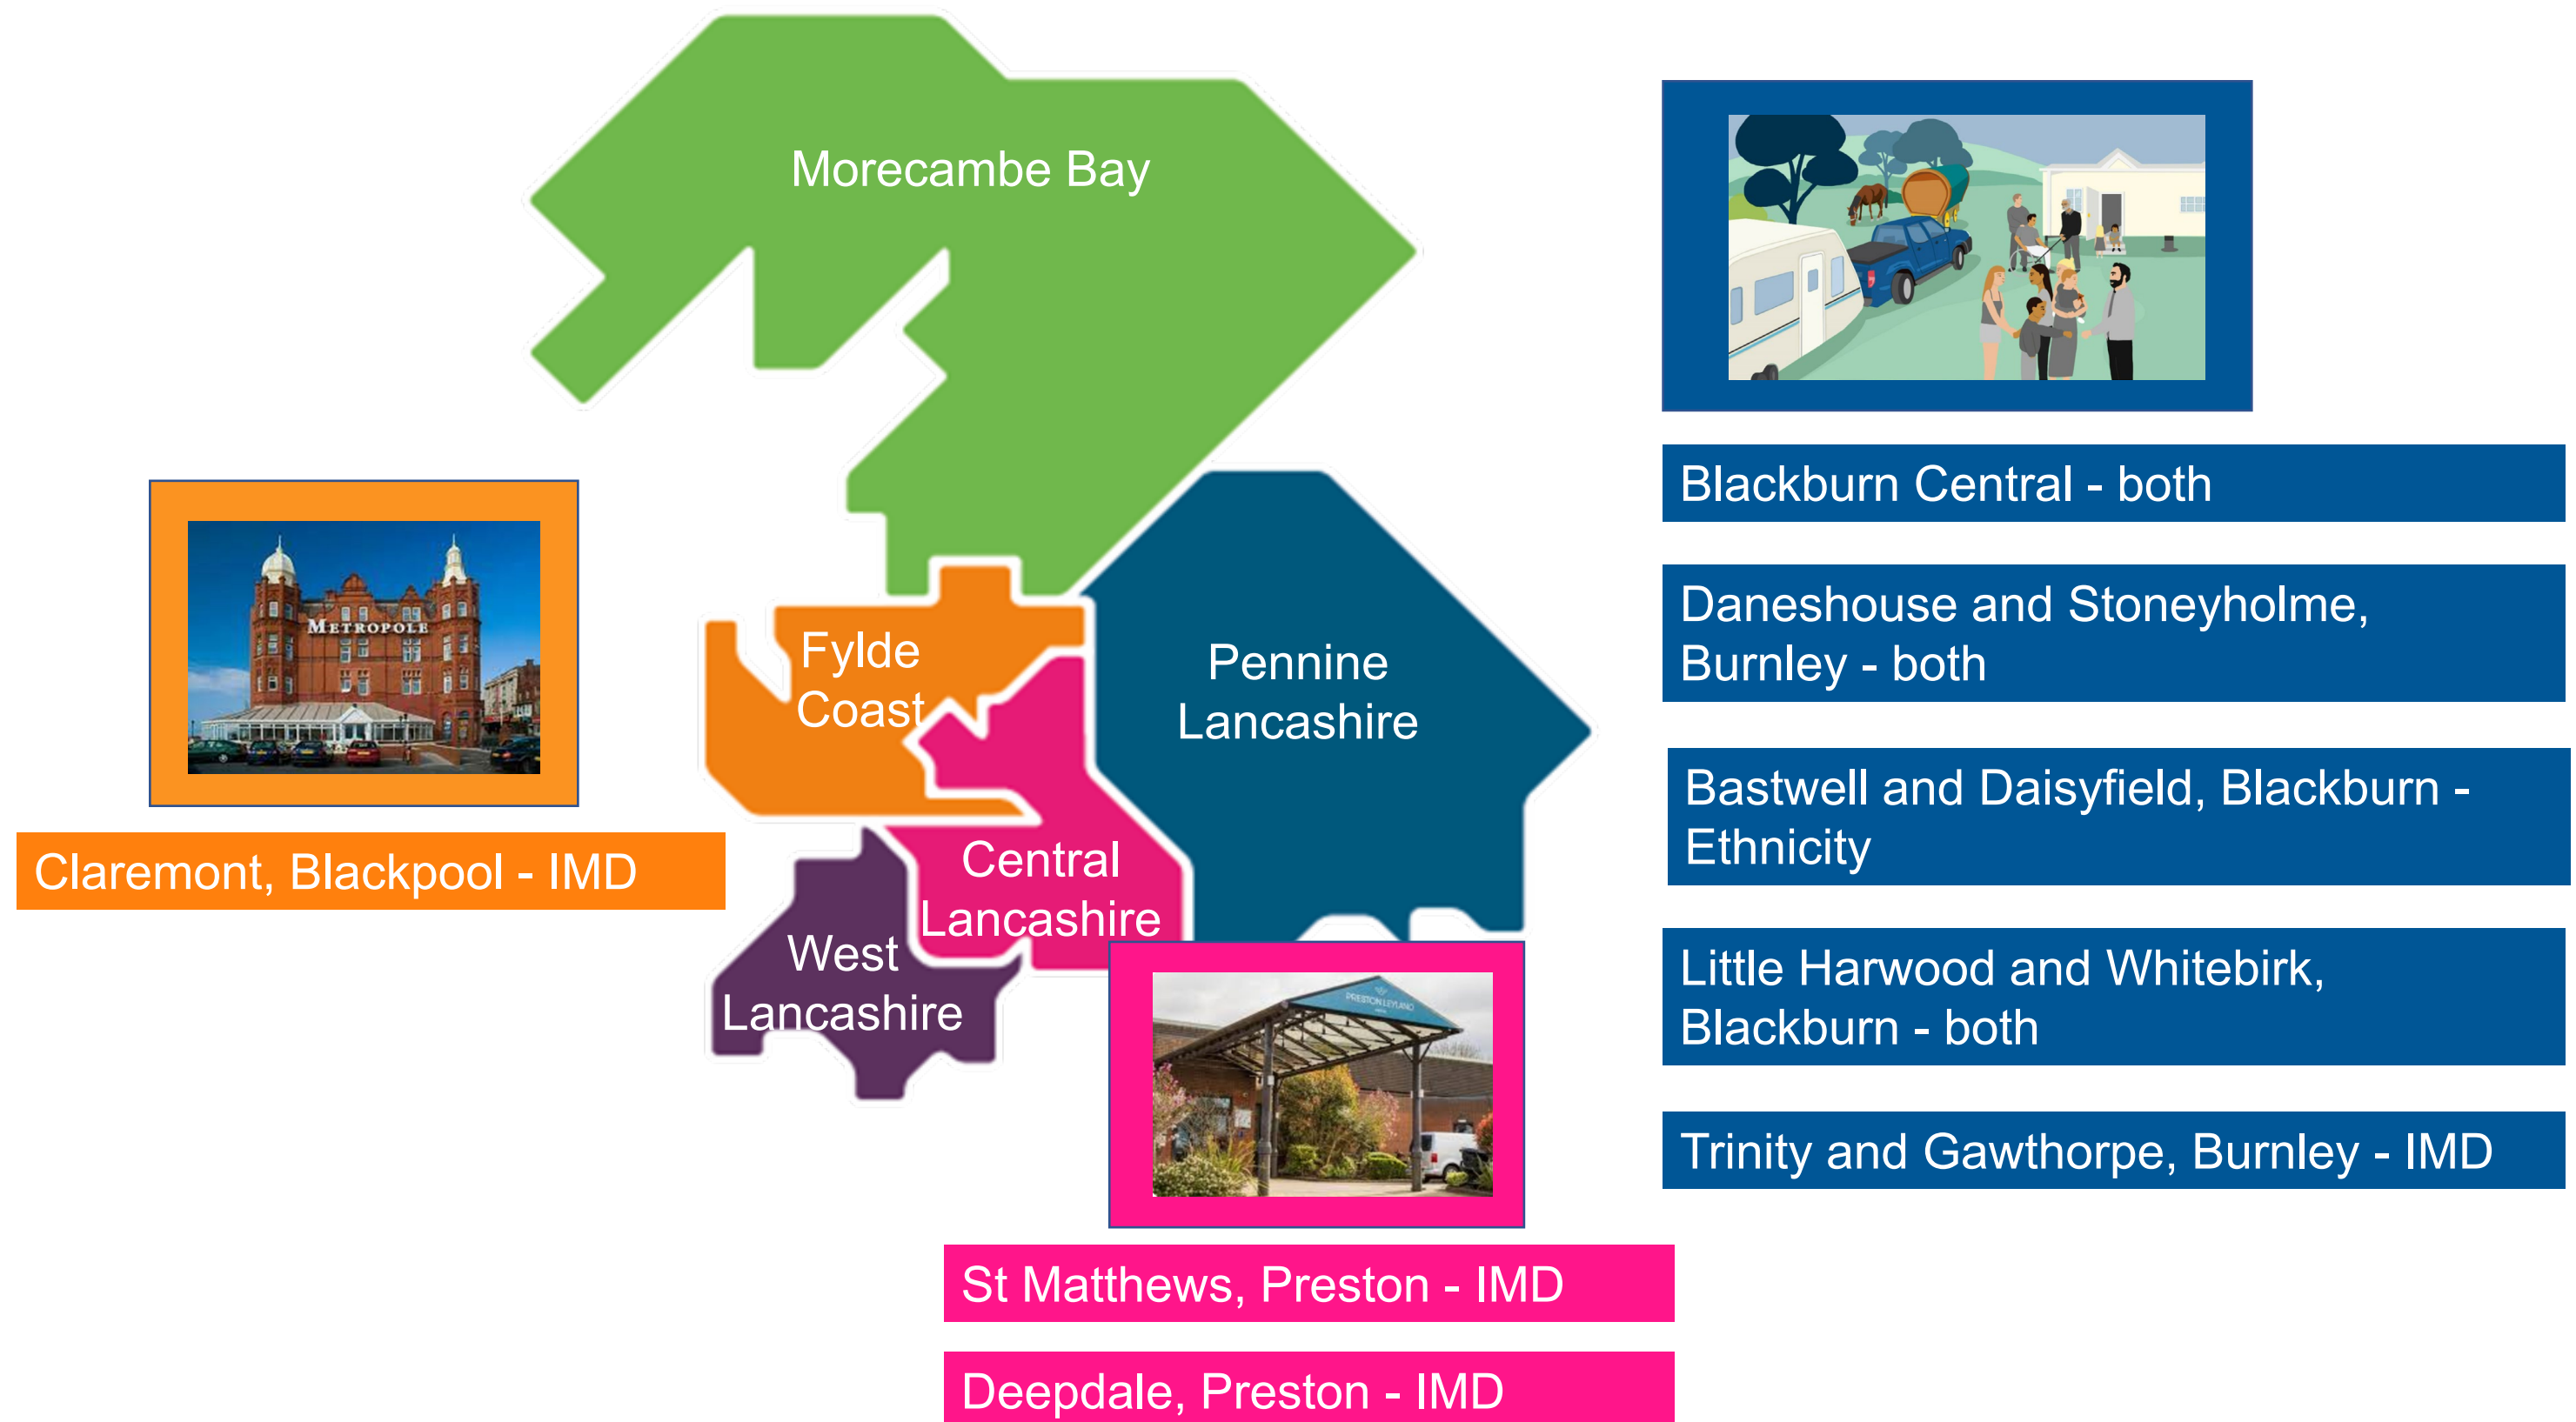 Morecambe Bay
METROPOLE
Fylde
Coast
Pennine
Lancashire
Central
Lancashire
West
Lancashire
Claremont, Blackpool - IMD
Blackburn Central - both
Daneshouse and Stoneyholme,
Burnley - both
Bastwell and Daisyfield, Blackburn -
Ethnicity
Little Harwood and Whitebirk,
Blackburn - both
Trinity and Gawthorpe, Burnley - IMD
PRESTON LEYLAND
St Matthews, Preston - IMD
Deepdale, Preston - IMD